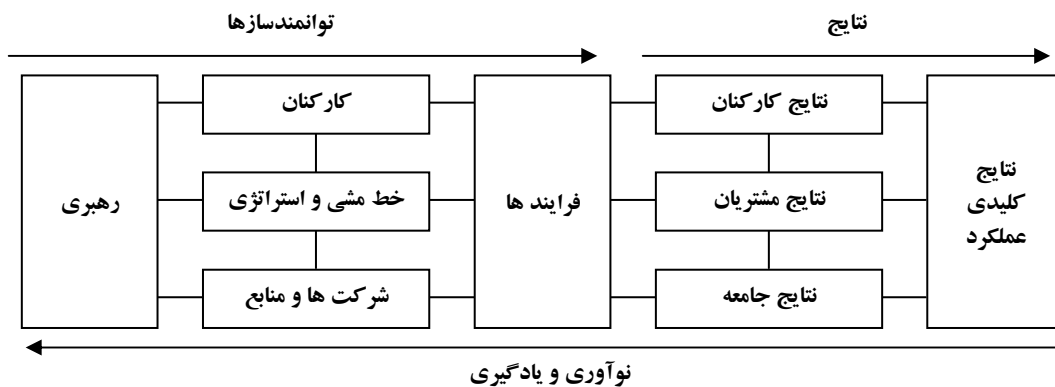 توانمندسازها
نتایج
رهبری
کارکنان
خط مشی و استراتژی
شرکت ها و منابع
فرایند ها
نتایج کارکنان
نتایج مشتریان
نتایج جامعه
نتایج
کلیدی
عملکرد
نوآوری و یادگیری